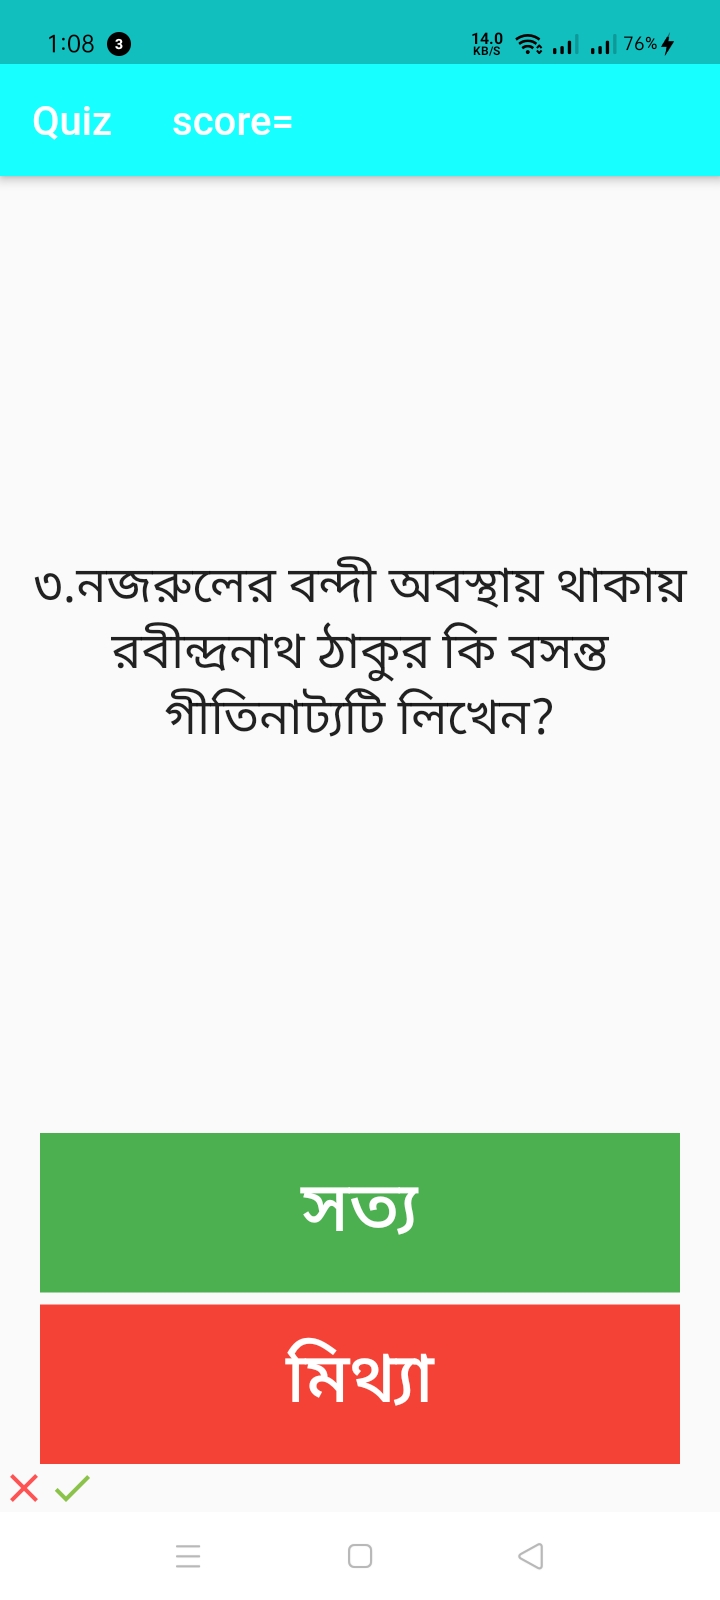 1:08 3 14.0 KB/S 76%
Quiz score=
৩.নজরুলের বন্দী অবস্থায় থাকায়
রবীন্দ্রনাথ ঠাকুর কি বসন্ত
গীতিনাট্যটি লিখেন?
সত্য
মিথ্যা